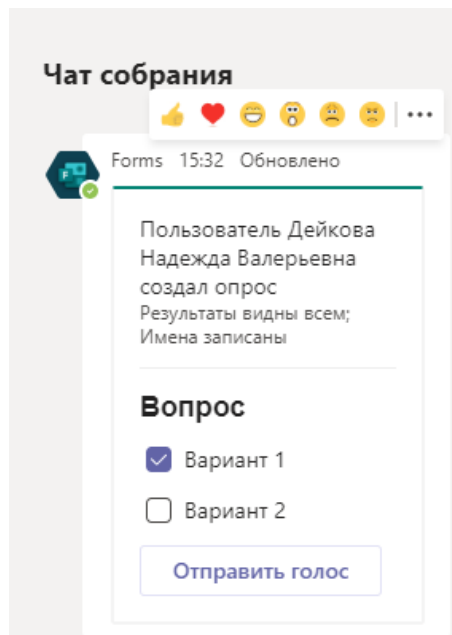 Чат собрания
Forms 15:32 Обновлено
Пользователь Дейкова
Надежда Валерьевна
создал опрос
Результаты видны всем;
Имена записаны
Вопрос
Вариант 1
Вариант 2
Отправить голос